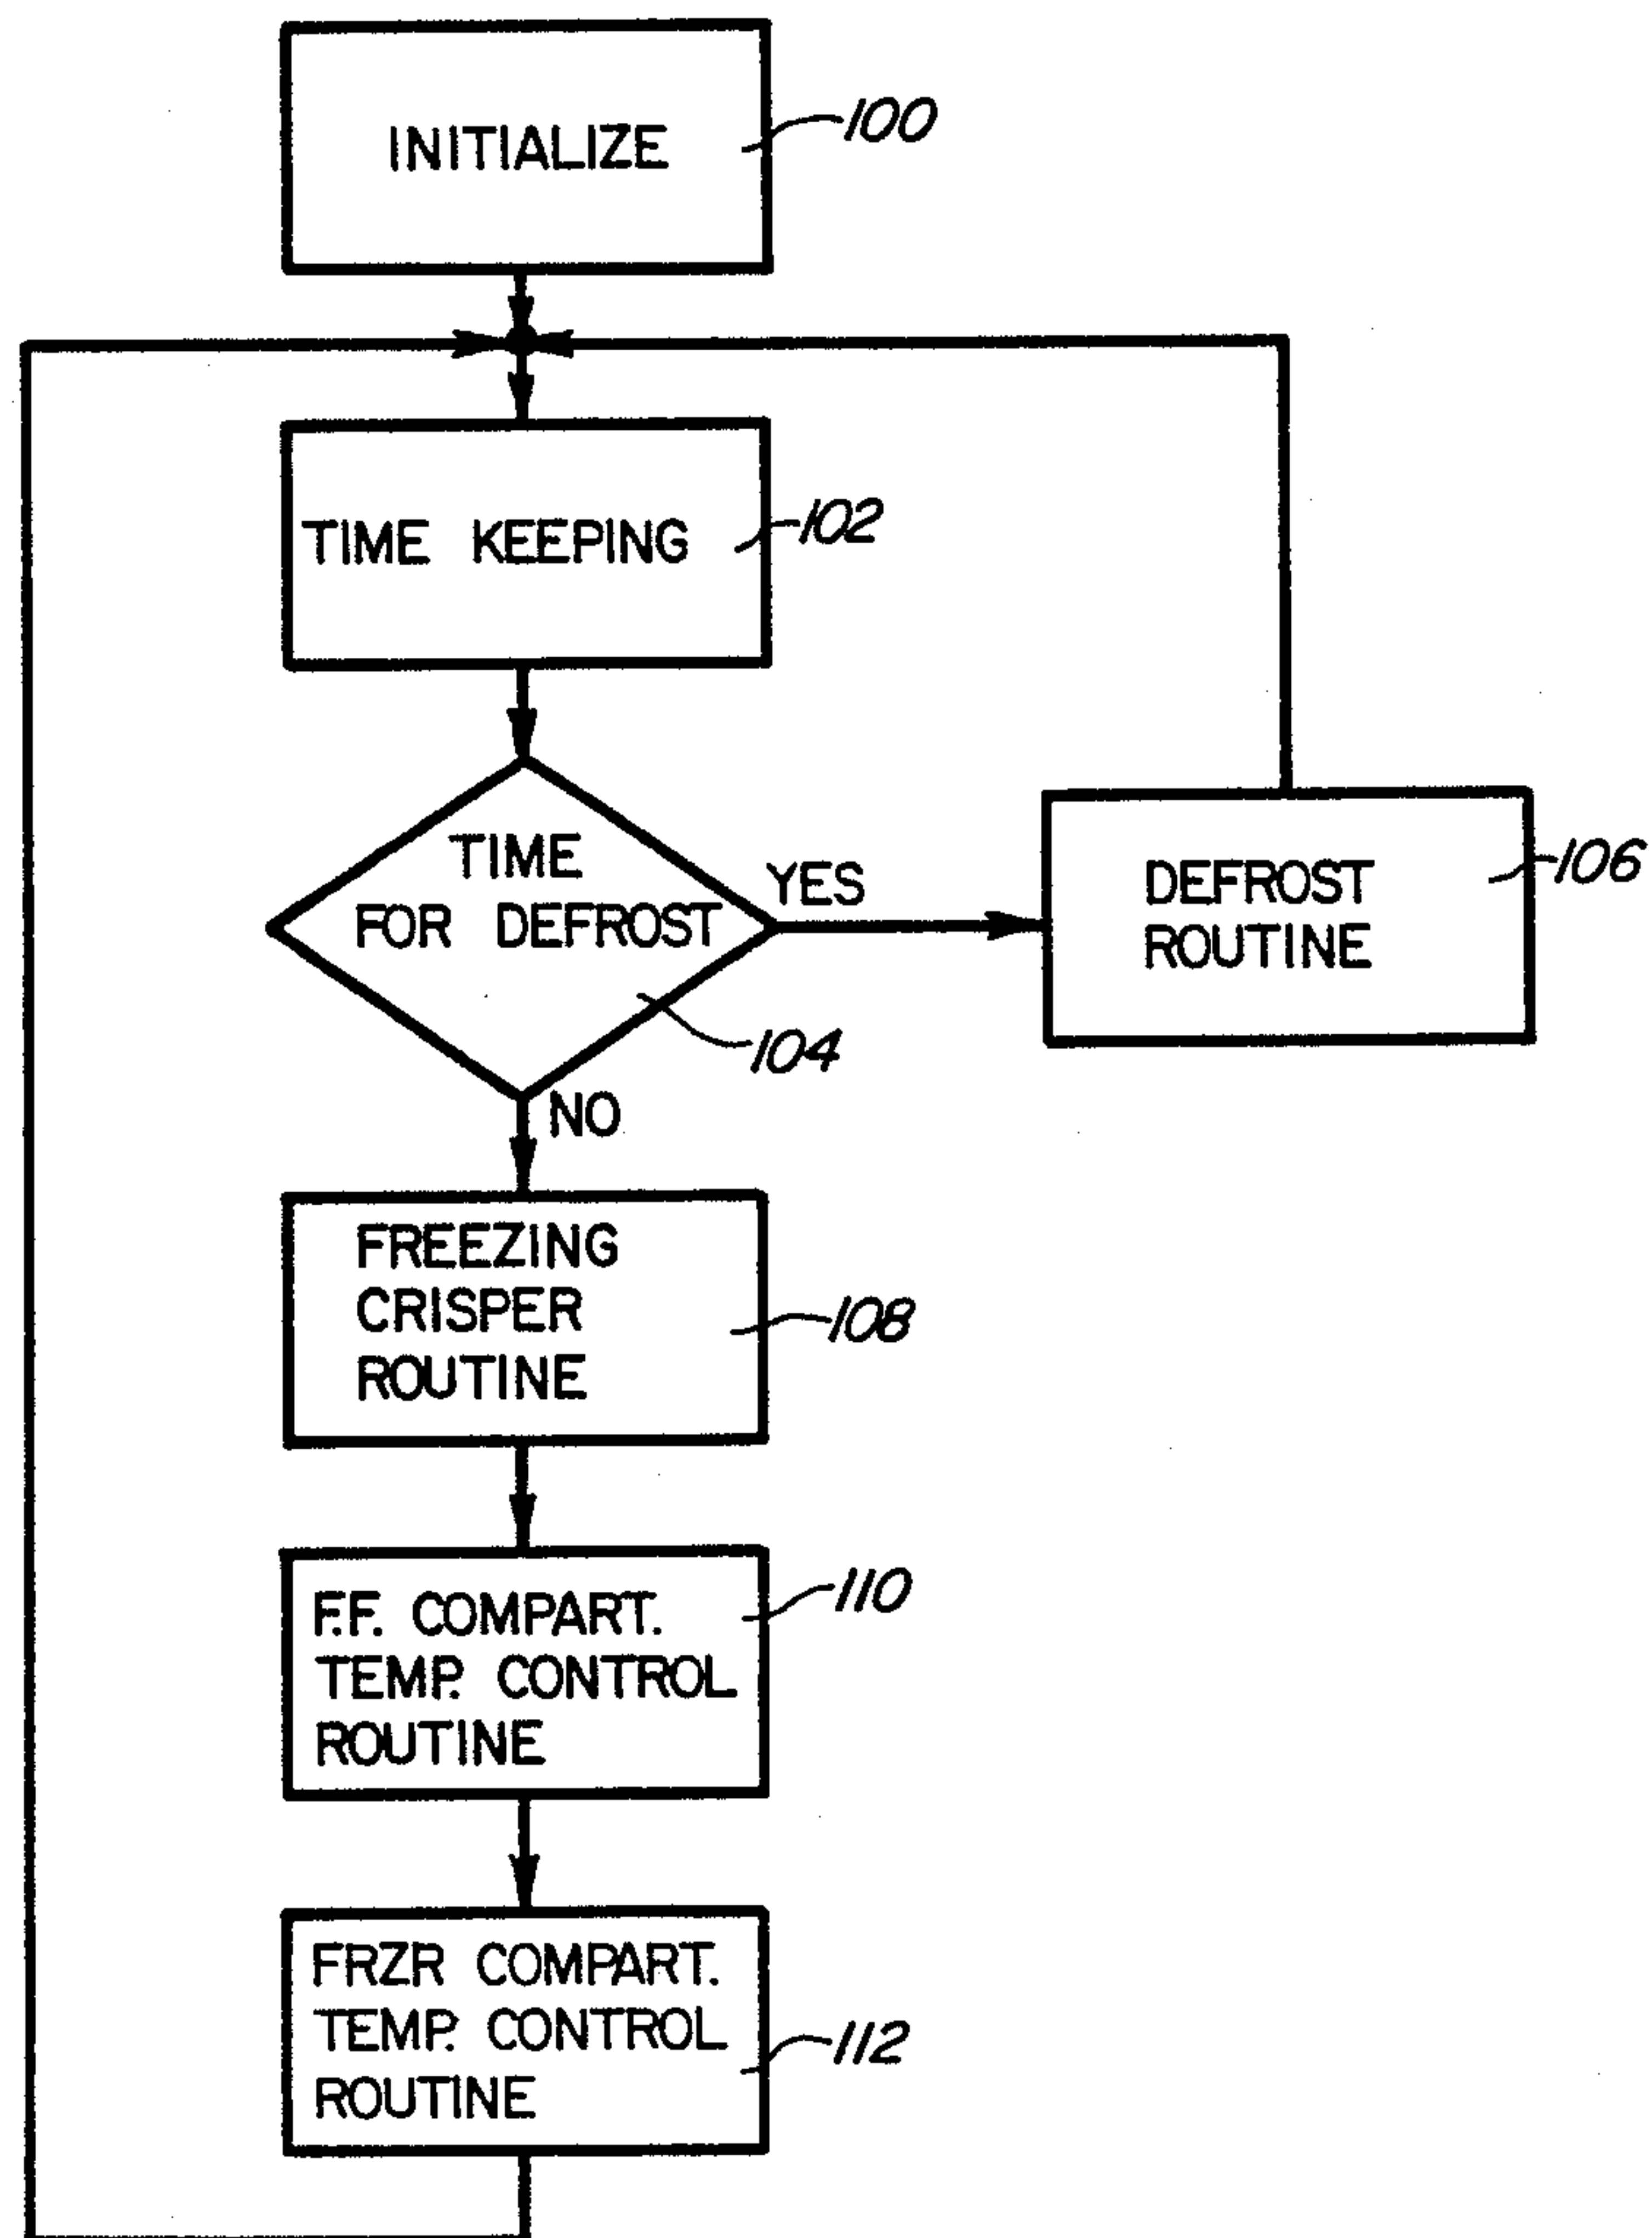 INITIALIZE
100
TIME KEEPING
102
TIME
FOR DEFROST
YES
104
NO
DEFROST
ROUTINE
106
FREEZING
CRISPER
ROUTINE
108
F.F. COMPART.
TEMP. CONTROL
ROUTINE
110
FRZR COMPART.
TEMP. CONTROL
ROUTINE
112